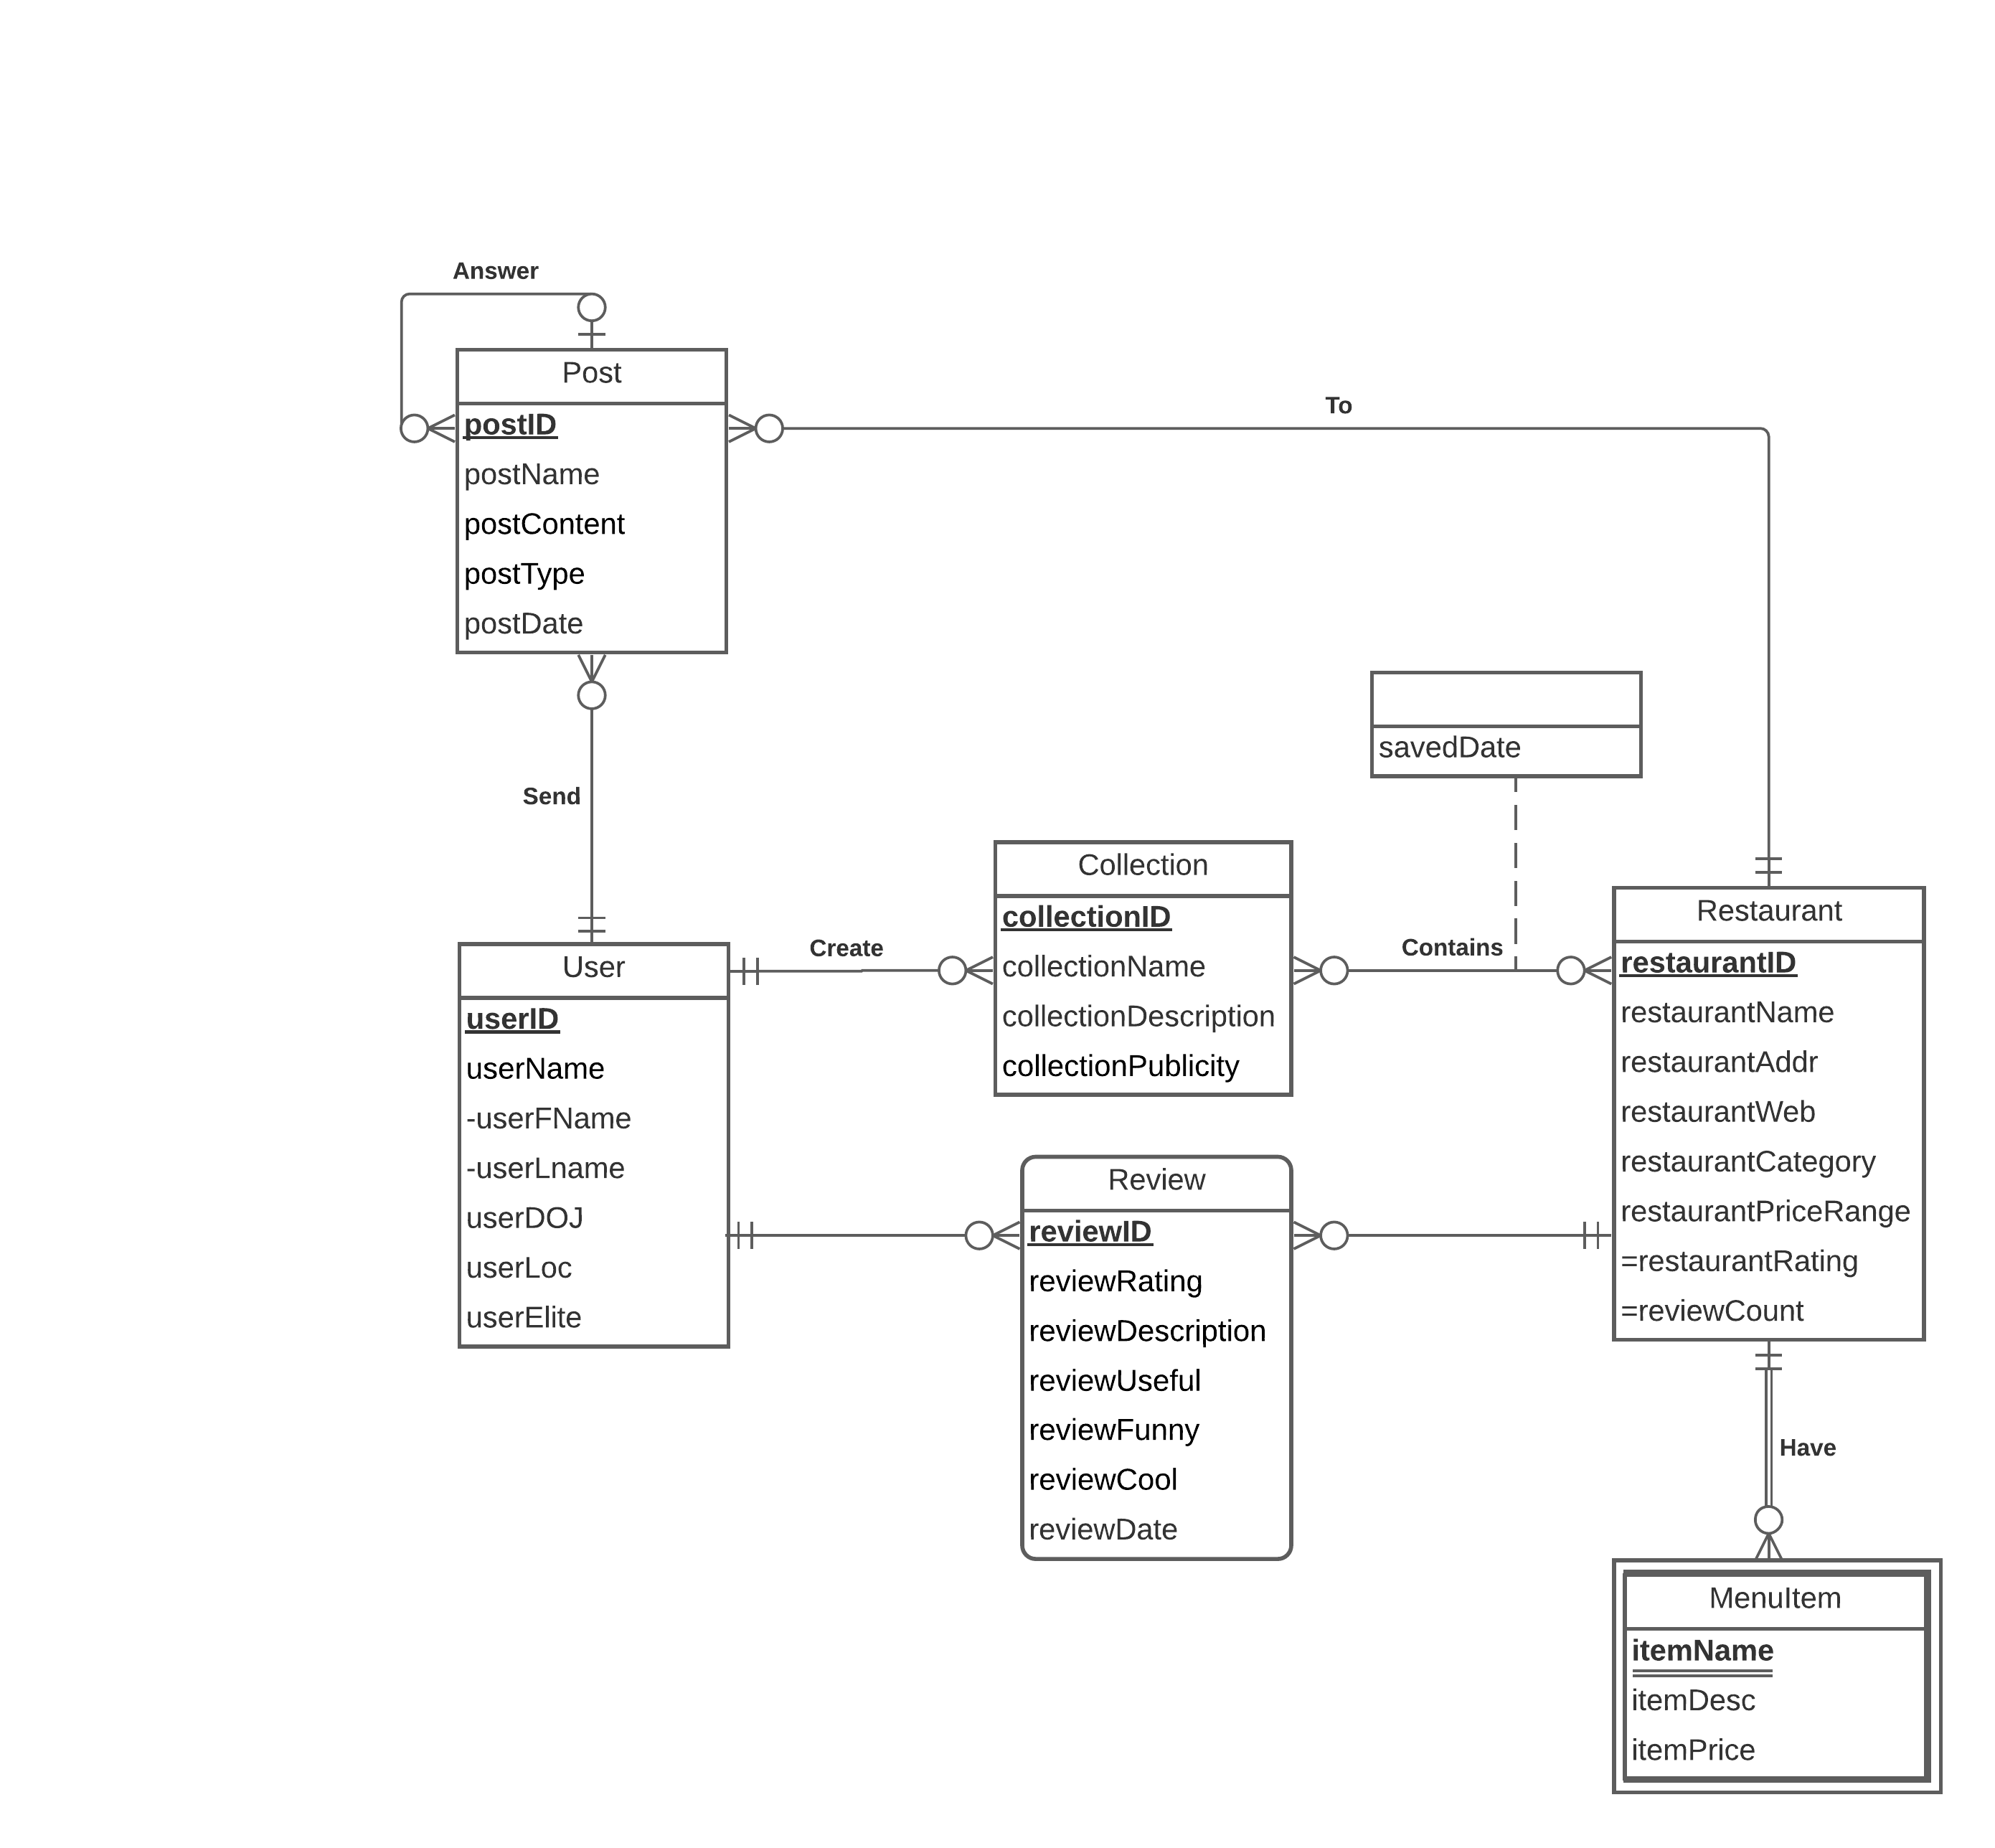 Answer
Post
postID
postName
postContent
postType
postDate
To
Send
savedDate
User
userID
userName
-userFName
-userLname
userDOJ
userLoc
userElite
Create
Collection
collectionID
collectionName
collectionDescription
collectionPublicity
Contains
Restaurant
restaurantID
restaurantName
restaurantAddr
restaurantWeb
restaurantCategory
restaurantPriceRange
=restaurantRating
=reviewCount
Review
reviewID
reviewRating
reviewDescription
reviewUseful
reviewFunny
reviewCool
reviewDate
Have
MenuItem
itemName
itemDesc
itemPrice